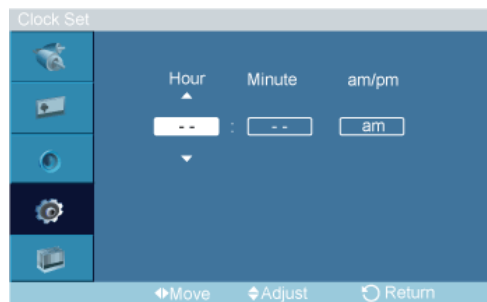 Clock Set
Hour Minute am/pm
-- : -- am
Move Adjust Return